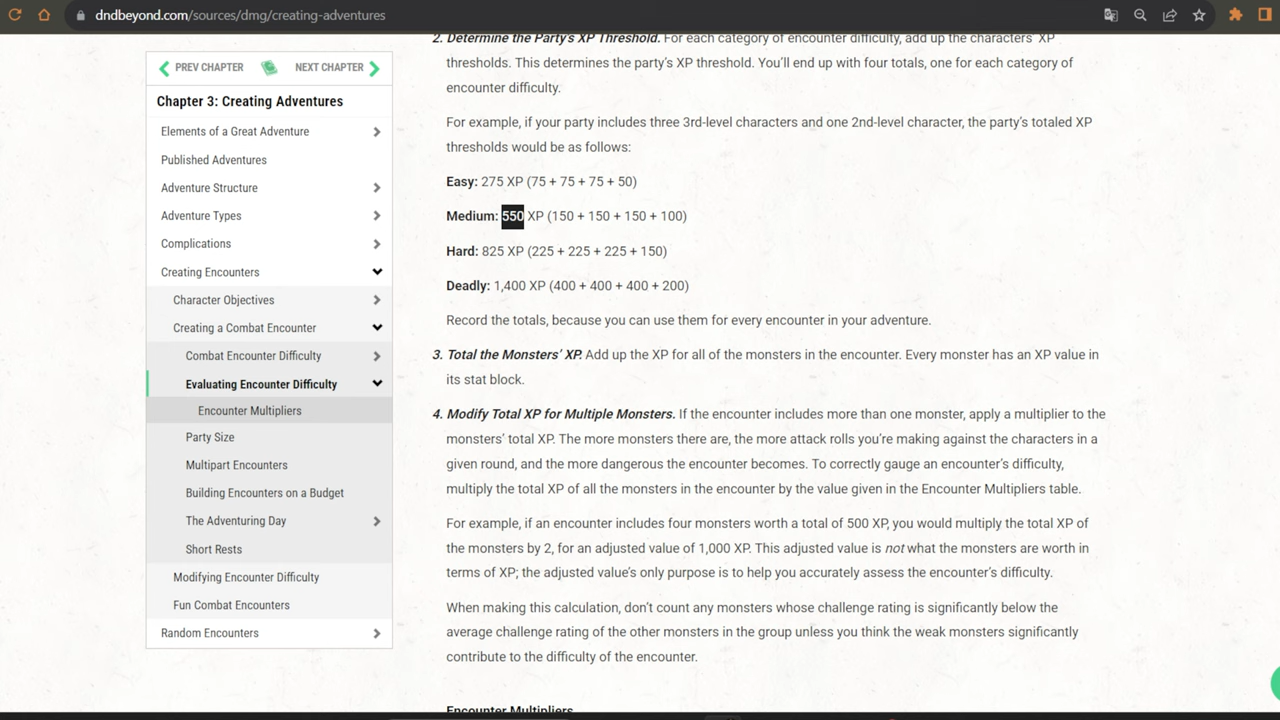 dndbeyond.com/sources/dmg/creating-adventures
PREV CHAPTER
NEXT CHAPTER
Chapter 3: Creating Adventures
Elements of a Great Adventure
Published Adventures
Adventure Structure
Adventure Types
Complications
Creating Encounters
Character Objectives
Creating a Combat Encounter
Combat Encounter Difficulty
Evaluating Encounter Difficulty
Encounter Multipliers
Party Size
Multipart Encounters
Building Encounters on a Budget
The Adventuring Day
Short Rests
Modifying Encounter Difficulty
Fun Combat Encounters
Random Encounters
2. Determine the Party's XP Threshold. For each category of encounter difficulty, add up the characters' XP
thresholds. This determines the party's XP threshold. You'll end up with four totals, one for each category of
encounter difficulty.
For example, if your party includes three 3rd-level characters and one 2nd-level character, the party's totaled XP
thresholds would be as follows:
Easy: 275 XP (75 + 75 + 75 + 50)
Medium: 550 XP (150 + 150 + 150 + 100)
Hard: 825 XP (225 + 225 + 225 + 150)
Deadly: 1,400 XP (400 + 400 + 400 + 200)
Record the totals, because you can use them for every encounter in your adventure.
3. Total the Monsters' XP. Add up the XP for all of the monsters in the encounter. Every monster has an XP value in
its stat block.
4. Modify Total XP for Multiple Monsters. If the encounter includes more than one monster, apply a multiplier to the
monsters' total XP. The more monsters there are, the more attack rolls you're making against the characters in a
given round, and the more dangerous the encounter becomes. To correctly gauge an encounter's difficulty,
multiply the total XP of all the monsters in the encounter by the value given in the Encounter Multipliers table.
For example, if an encounter includes four monsters worth a total of 500 XP, you would multiply the total XP of
the monsters by 2, for an adjusted value of 1,000 XP. This adjusted value is not what the monsters are worth in
terms of XP; the adjusted value's only purpose is to help you accurately assess the encounter's difficulty.
When making this calculation, don't count any monsters whose challenge rating is significantly below the
average challenge rating of the other monsters in the group unless you think the weak monsters significantly
contribute to the difficulty of the encounter.
Encounter Multipliers